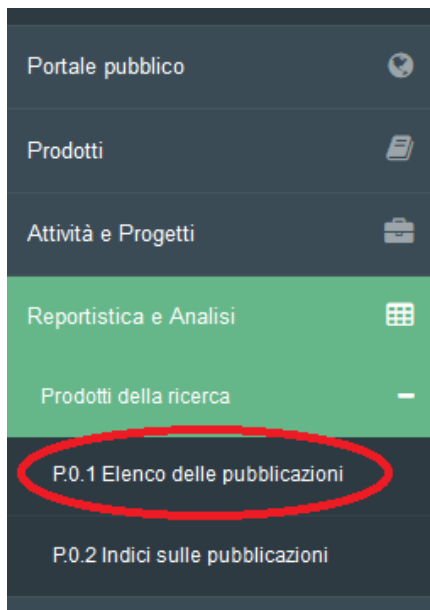 Portale pubblico
Prodotti
Attività e Progetti
Reportistica e Analisi
Prodotti della ricerca
P.0.1 Elenco delle pubblicazioni
P.0.2 Indici sulle pubblicazioni